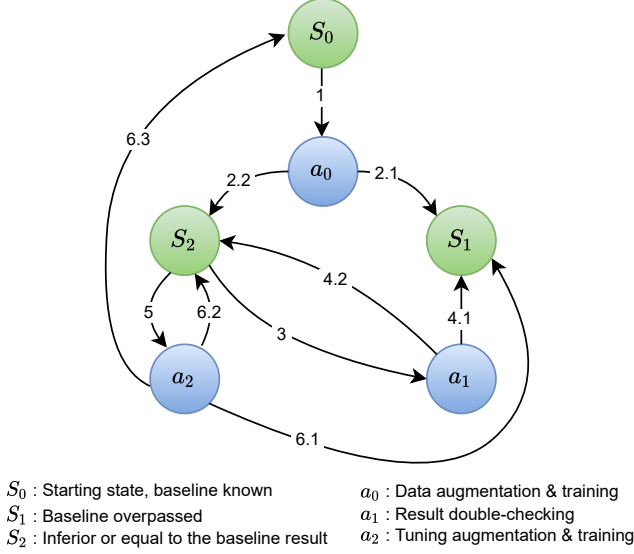 S₀
1
6.3
a₀
2.2
2.1
S₂
S₁
4.2
5
6.2
4.1
3
a₂
a₁
6.1
S₀ : Starting state, baseline known
S₁ : Baseline overpassed
S₂ : Inferior or equal to the baseline result
a₀ : Data augmentation & training
a₁ : Result double-checking
a₂ : Tuning augmentation & training